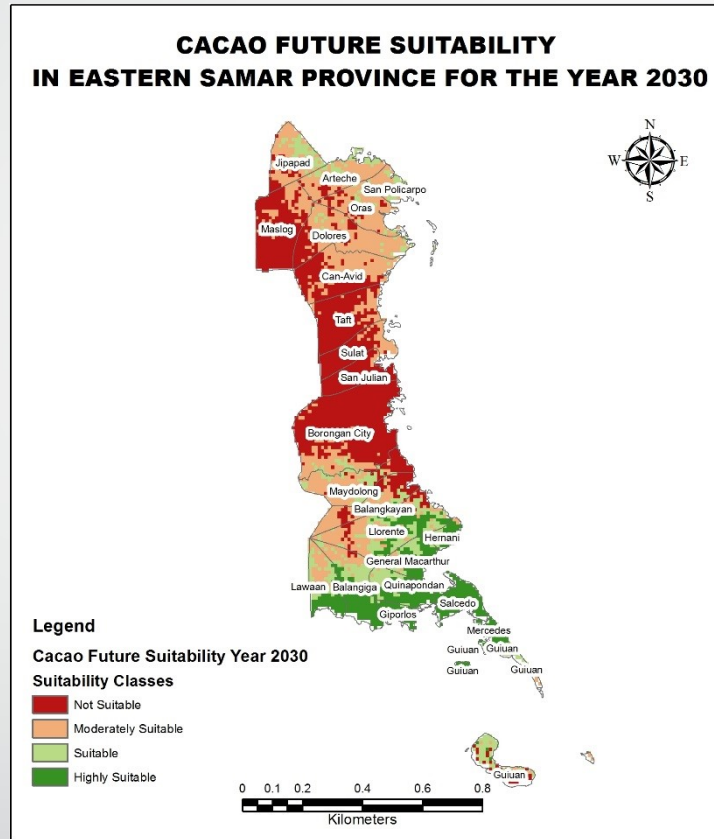 CACAO FUTURE SUITABILITY
IN EASTERN SAMAR PROVINCE FOR THE YEAR 2030
N
W E
S
Jipapad
Arteche
San Policarpo
Oras
Maslog
Dolores
Can-Avid
Taft
Sulat
San Julian
Borongan City
Maydolong
Balangkayan
Llorente
Hernani
General Macarthur
Lawaan Balangiga Quinapondan
Salcedo
Giporlos
Mercedes
Guiuan Guiuan
Guiuan Guiuan
Guiuan
Legend
Cacao Future Suitability Year 2030
Suitability Classes
Not Suitable
Moderately Suitable
Suitable
Highly Suitable
0 0.1 0.2 0.4 0.6 0.8
Kilometers